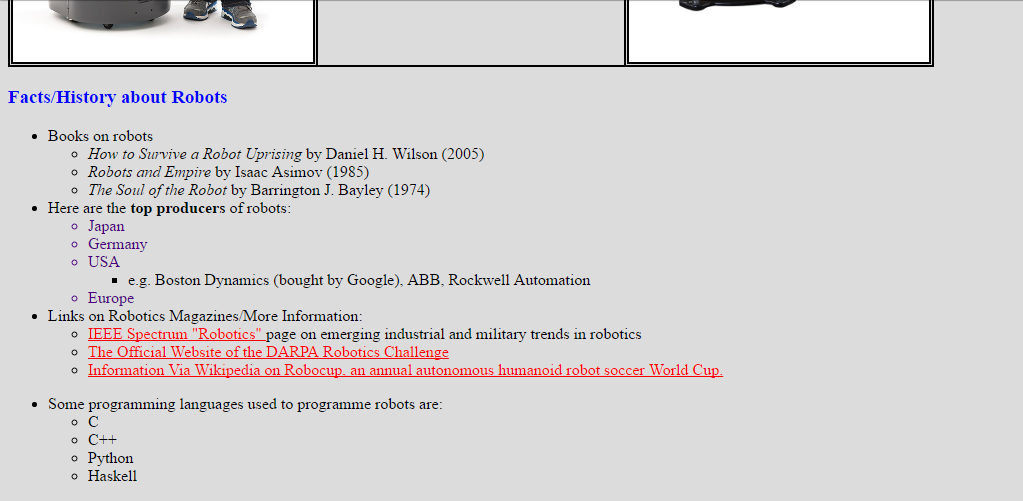 Facts/History about Robots
Books on robots
How to Survive a Robot Uprising by Daniel H. Wilson (2005)
Robots and Empire by Isaac Asimov (1985)
The Soul of the Robot by Barrington J. Bayley (1974)
Here are the top producers of robots:
Japan
Germany
USA
e.g. Boston Dynamics (bought by Google), ABB, Rockwell Automation
Europe
Links on Robotics Magazines/More Information:
IEEE Spectrum "Robotics" page on emerging industrial and military trends in robotics
The Official Website of the DARPA Robotics Challenge
Information Via Wikipedia on Robocup, an annual autonomous humanoid robot soccer World Cup.
Some programming languages used to programme robots are:
C
C++
Python
Haskell